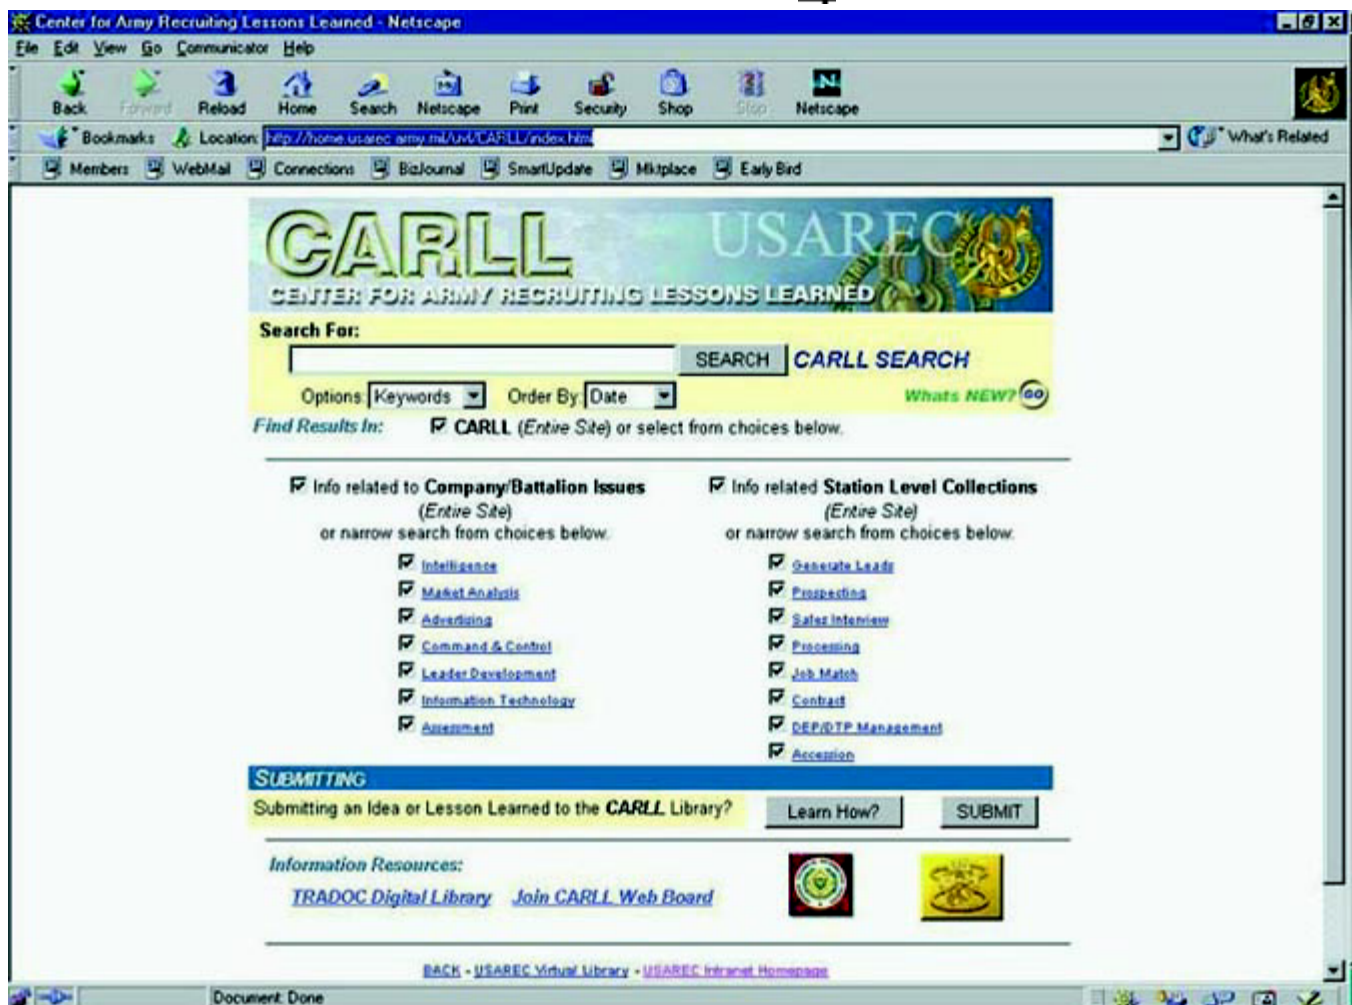 Center for Army Recruiting Lessons Learned - Netscape
File Edit View Go Communicator Help
Back Forward Reload Home Search Netscape Print Security Shop Stop Netscape
Bookmarks Location: http://home.usarec.army.mil/uvl/CARLL/index.htm What's Related
Members WebMail Connections BizJournal SmartUpdate Mktplace Early Bird
CARLL USAREC
CENTER FOR ARMY RECRUITING LESSONS LEARNED
Search For:
SEARCH CARLL SEARCH
Options: Keywords Order By: Date Whats NEW? GO
Find Results In: CARLL (Entire Site) or select from choices below.
Info related to Company/Battalion Issues Info related Station Level Collections
(Entire Site) (Entire Site)
or narrow search from choices below. or narrow search from choices below.
Intelligence Generate Leads
Market Analysis Prospecting
Advertising Sales Interview
Command & Control Processing
Leader Development Job Match
Information Technology Contract
Assessment DEP/DTP Management
Accession
SUBMITTING
Submitting an Idea or Lesson Learned to the CARLL Library? Learn How? SUBMIT
Information Resources:
TRADOC Digital Library Join CARLL Web Board
BACK - USAREC Virtual Library - USAREC Intranet Homepage
Document: Done